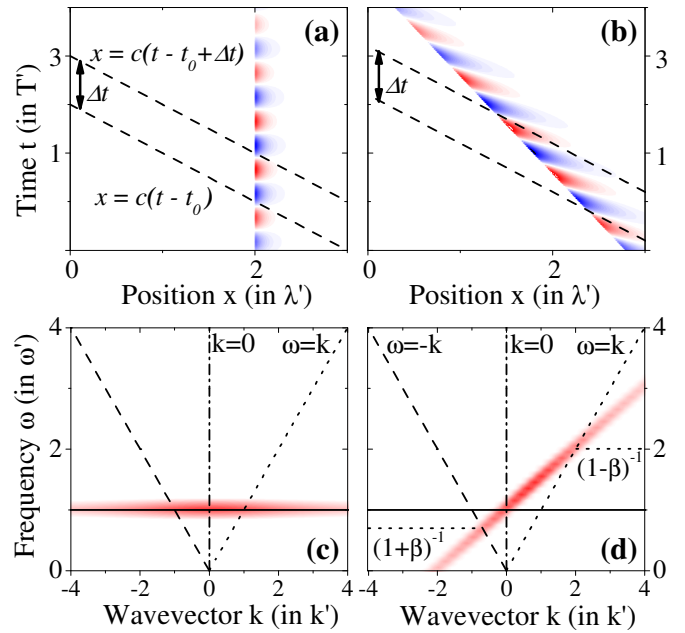 (a)
(b)
x = c(t - t₀+Δt)
Δt
x = c(t - t₀)
Δt
Time t (in T')
3
1
3
1
0
2
0
1
2
3
Position x (in λ')
Position x (in λ')
k=0
ω=k
ω=-k
k=0
ω=k
(1-β)⁻¹
(1+β)⁻¹
(c)
(d)
Frequency ω (in ω')
4
2
0
4
2
0
-4
-2
0
2
4
-4
-2
0
2
4
Wavevector k (in k')
Wavevector k (in k')